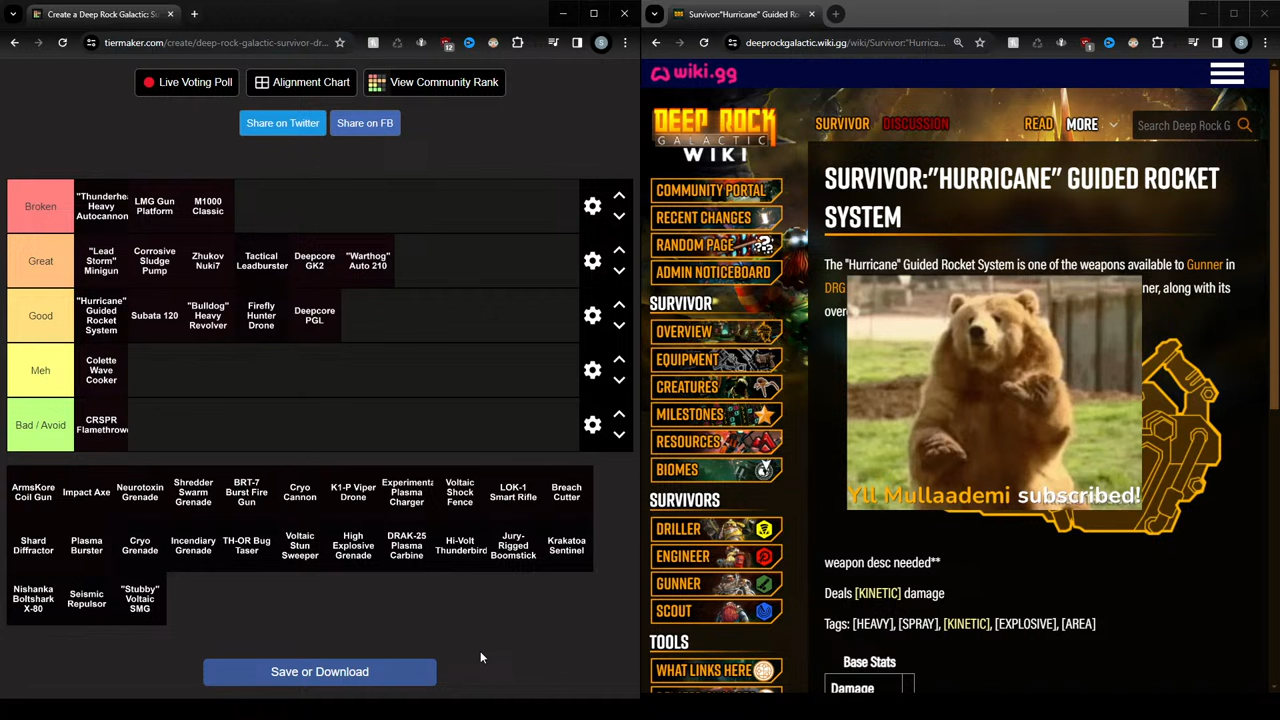 Create a Deep Rock Galactic: Su
Survivor:"Hurricane" Guided Ro
tiermaker.com/create/deep-rock-galactic-survivor-dr...
12
S
deeprockgalactic.wiki.gg/wiki/Survivor:"Hurrica...
1
S
Live Voting Poll
Alignment Chart
View Community Rank
Share on Twitter
Share on FB
Broken
"Thunderhe
Heavy
Autocannon
LMG Gun
Platform
M1000
Classic
Great
"Lead
Storm"
Minigun
Corrosive
Sludge
Pump
Zhukov
Nuki7
Tactical
Leadburster
Deepcore
GK2
"Warthog"
Auto 210
Good
"Hurricane"
Guided
Rocket
System
Subata 120
"Bulldog"
Heavy
Revolver
Firefly
Hunter
Drone
Deepcore
PGL
Meh
Colette
Wave
Cooker
Bad / Avoid
CRSPR
Flamethrowe
ArmsKore
Coil Gun
Impact Axe
Neurotoxin
Grenade
Shredder
Swarm
Grenade
BRT-7
Burst Fire
Gun
Cryo
Cannon
K1-P Viper
Drone
Experimenta
Plasma
Charger
Voltaic
Shock
Fence
LOK-1
Smart Rifle
Breach
Cutter
Shard
Diffractor
Plasma
Burster
Cryo
Grenade
Incendiary
Grenade
TH-OR Bug
Taser
Voltaic
Stun
Sweeper
High
Explosive
Grenade
DRAK-25
Plasma
Carbine
Hi-Volt
Thunderbird
Jury-
Rigged
Boomstick
Krakatoa
Sentinel
Nishanka
Boltshark
X-80
Seismic
Repulsor
"Stubby"
Voltaic
SMG
Save or Download
wiki.gg
DEEP ROCK
GALACTIC
WIKI
SURVIVOR
DISCUSSION
READ
MORE
Search Deep Rock G
COMMUNITY PORTAL
RECENT CHANGES
RANDOM PAGE
ADMIN NOTICEBOARD
SURVIVOR
OVERVIEW
EQUIPMENT
CREATURES
MILESTONES
RESOURCES
BIOMES
SURVIVORS
DRILLER
ENGINEER
GUNNER
SCOUT
TOOLS
WHAT LINKS HERE
SURVIVOR:"HURRICANE" GUIDED ROCKET
SYSTEM
The "Hurricane" Guided Rocket System is one of the weapons available to Gunner in
DRG
ner, along with its
over
Yll Mullaademi subscribed!
weapon desc needed**
Deals [KINETIC] damage
Tags: [HEAVY], [SPRAY], [KINETIC], [EXPLOSIVE], [AREA]
Base Stats
Damage